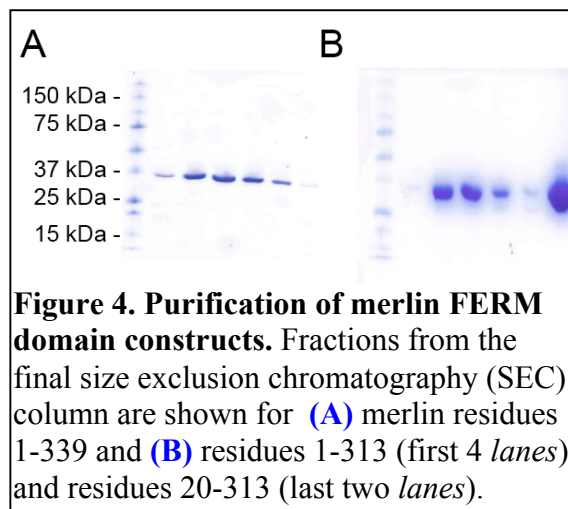 A
B
150 kDa -
75 kDa -
37 kDa -
25 kDa -
15 kDa -
Figure 4. Purification of merlin FERM
domain constructs. Fractions from the
final size exclusion chromatography (SEC)
column are shown for (A) merlin residues
1-339 and (B) residues 1-313 (first 4 lanes)
and residues 20-313 (last two lanes).